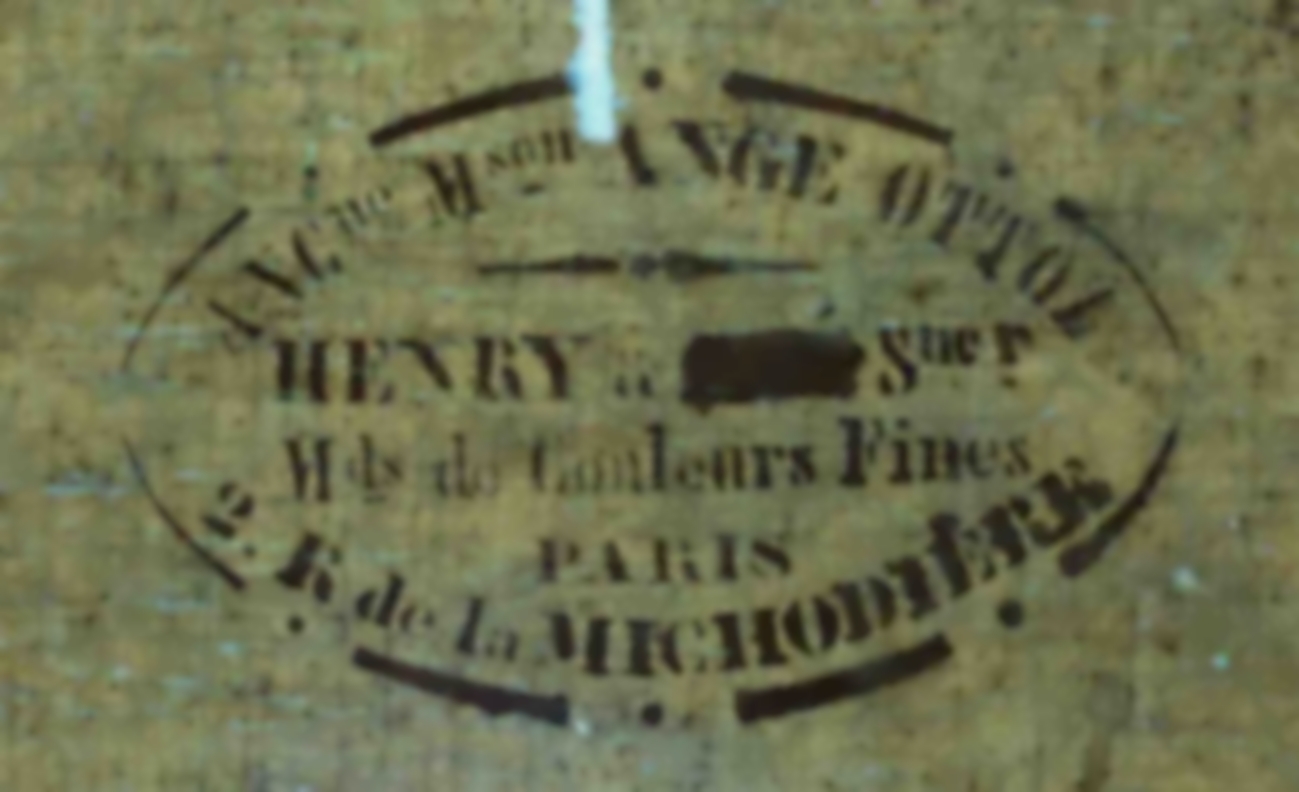 ANCne Mson ANGE OTTOZ
HENRY & Sucr
Mds de Couleurs Fines
PARIS
2. R de la MICHODIÈRE